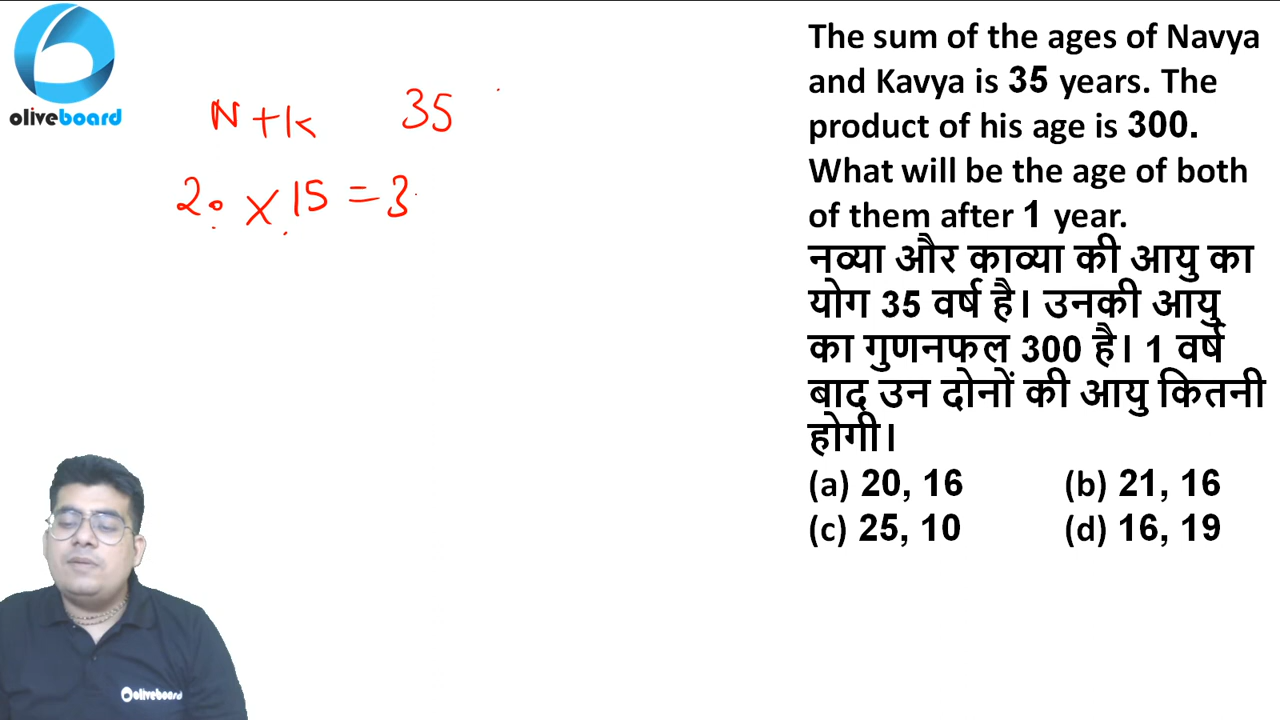 oliveboard
N + K 35
20 × 15 = 3
The sum of the ages of Navya
and Kavya is 35 years. The
product of his age is 300.
What will be the age of both
of them after 1 year.
नव्या और काव्या की आयु का
योग 35 वर्ष है। उनकी आयु
का गुणनफल 300 है। 1 वर्ष
बाद उन दोनों की आयु कितनी
होगी।
(a) 20, 16 (b) 21, 16
(c) 25, 10 (d) 16, 19
oliveboard